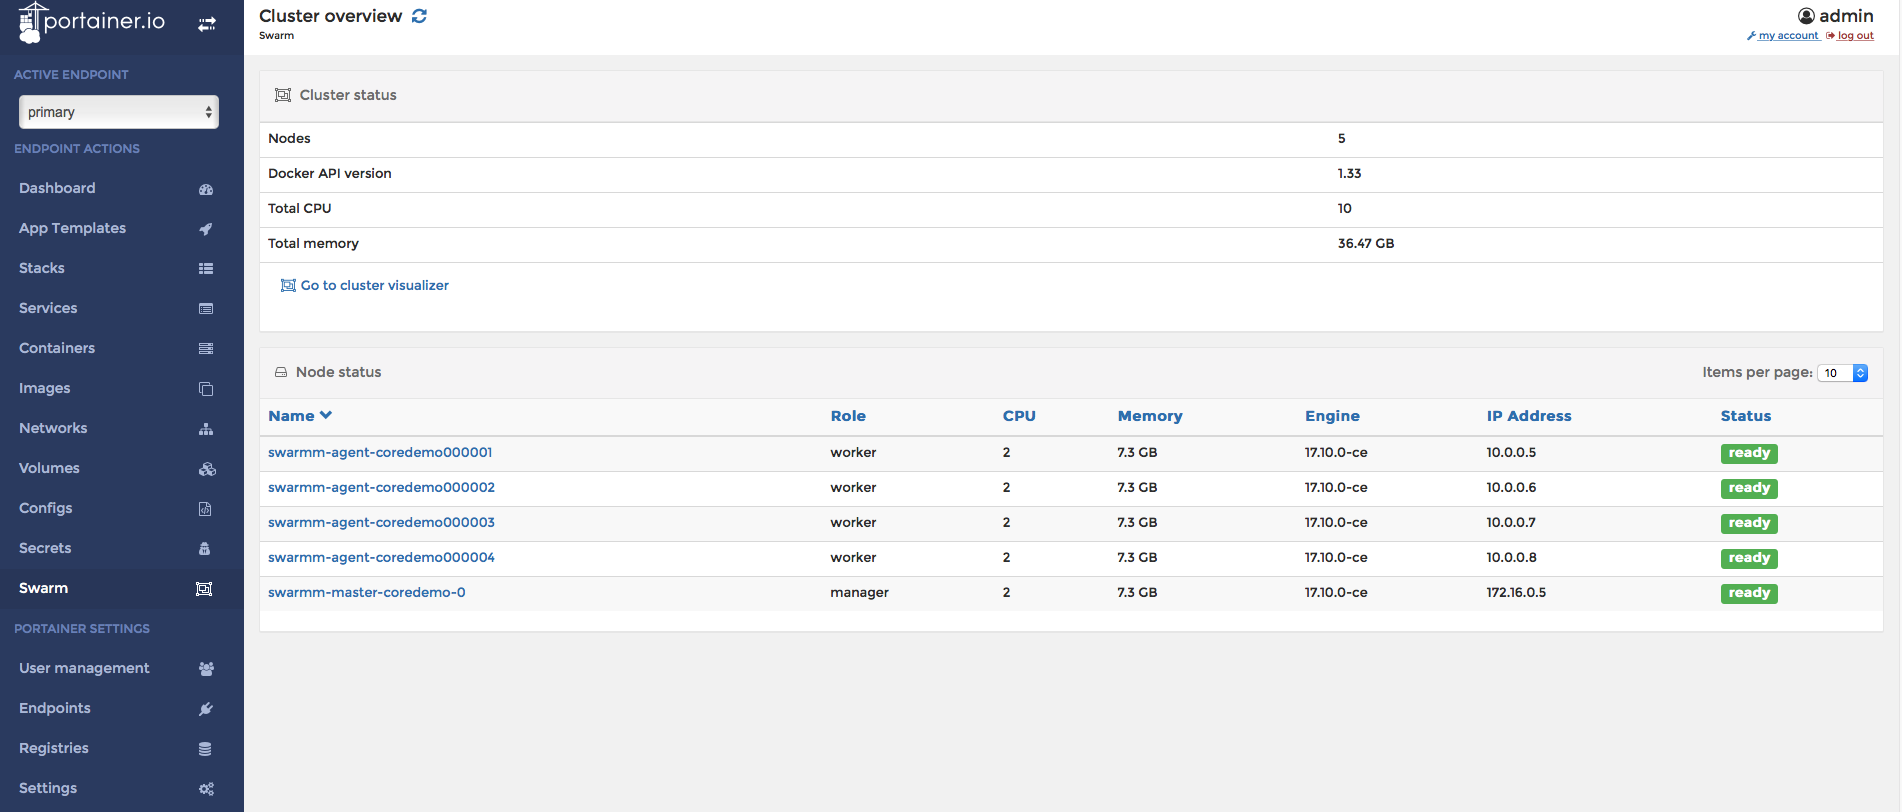 portainer.io
ACTIVE ENDPOINT
primary
ENDPOINT ACTIONS
Dashboard
App Templates
Stacks
Services
Containers
Images
Networks
Volumes
Configs
Secrets
Swarm
PORTAINER SETTINGS
User management
Endpoints
Registries
Settings
Cluster overview
Swarm
admin
my account log out
Cluster status
Nodes 5
Docker API version 1.33
Total CPU 10
Total memory 36.47 GB
Go to cluster visualizer
Node status Items per page: 10
Name Role CPU Memory Engine IP Address Status
swarmm-agent-coredemo000001 worker 2 7.3 GB 17.10.0-ce 10.0.0.5 ready
swarmm-agent-coredemo000002 worker 2 7.3 GB 17.10.0-ce 10.0.0.6 ready
swarmm-agent-coredemo000003 worker 2 7.3 GB 17.10.0-ce 10.0.0.7 ready
swarmm-agent-coredemo000004 worker 2 7.3 GB 17.10.0-ce 10.0.0.8 ready
swarmm-master-coredemo-0 manager 2 7.3 GB 17.10.0-ce 172.16.0.5 ready